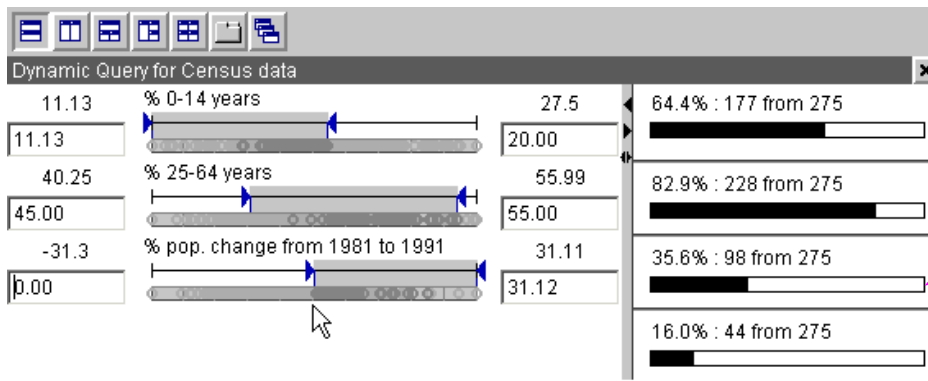 Dynamic Query for Census data
11.13 % 0-14 years 27.5
11.13 20.00
64.4% : 177 from 275
40.25 % 25-64 years 55.99
45.00 55.00
82.9% : 228 from 275
-31.3 % pop. change from 1981 to 1991 31.11
0.00 31.12
35.6% : 98 from 275
16.0% : 44 from 275